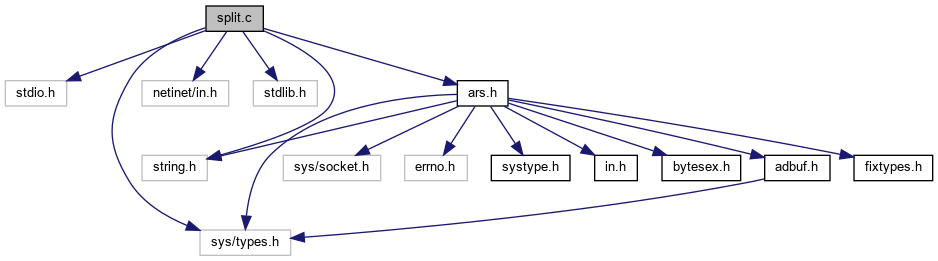 split.c
stdio.h
netinet/in.h
stdlib.h
ars.h
string.h
sys/socket.h
errno.h
systype.h
in.h
bytesex.h
adbuf.h
fixtypes.h
sys/types.h